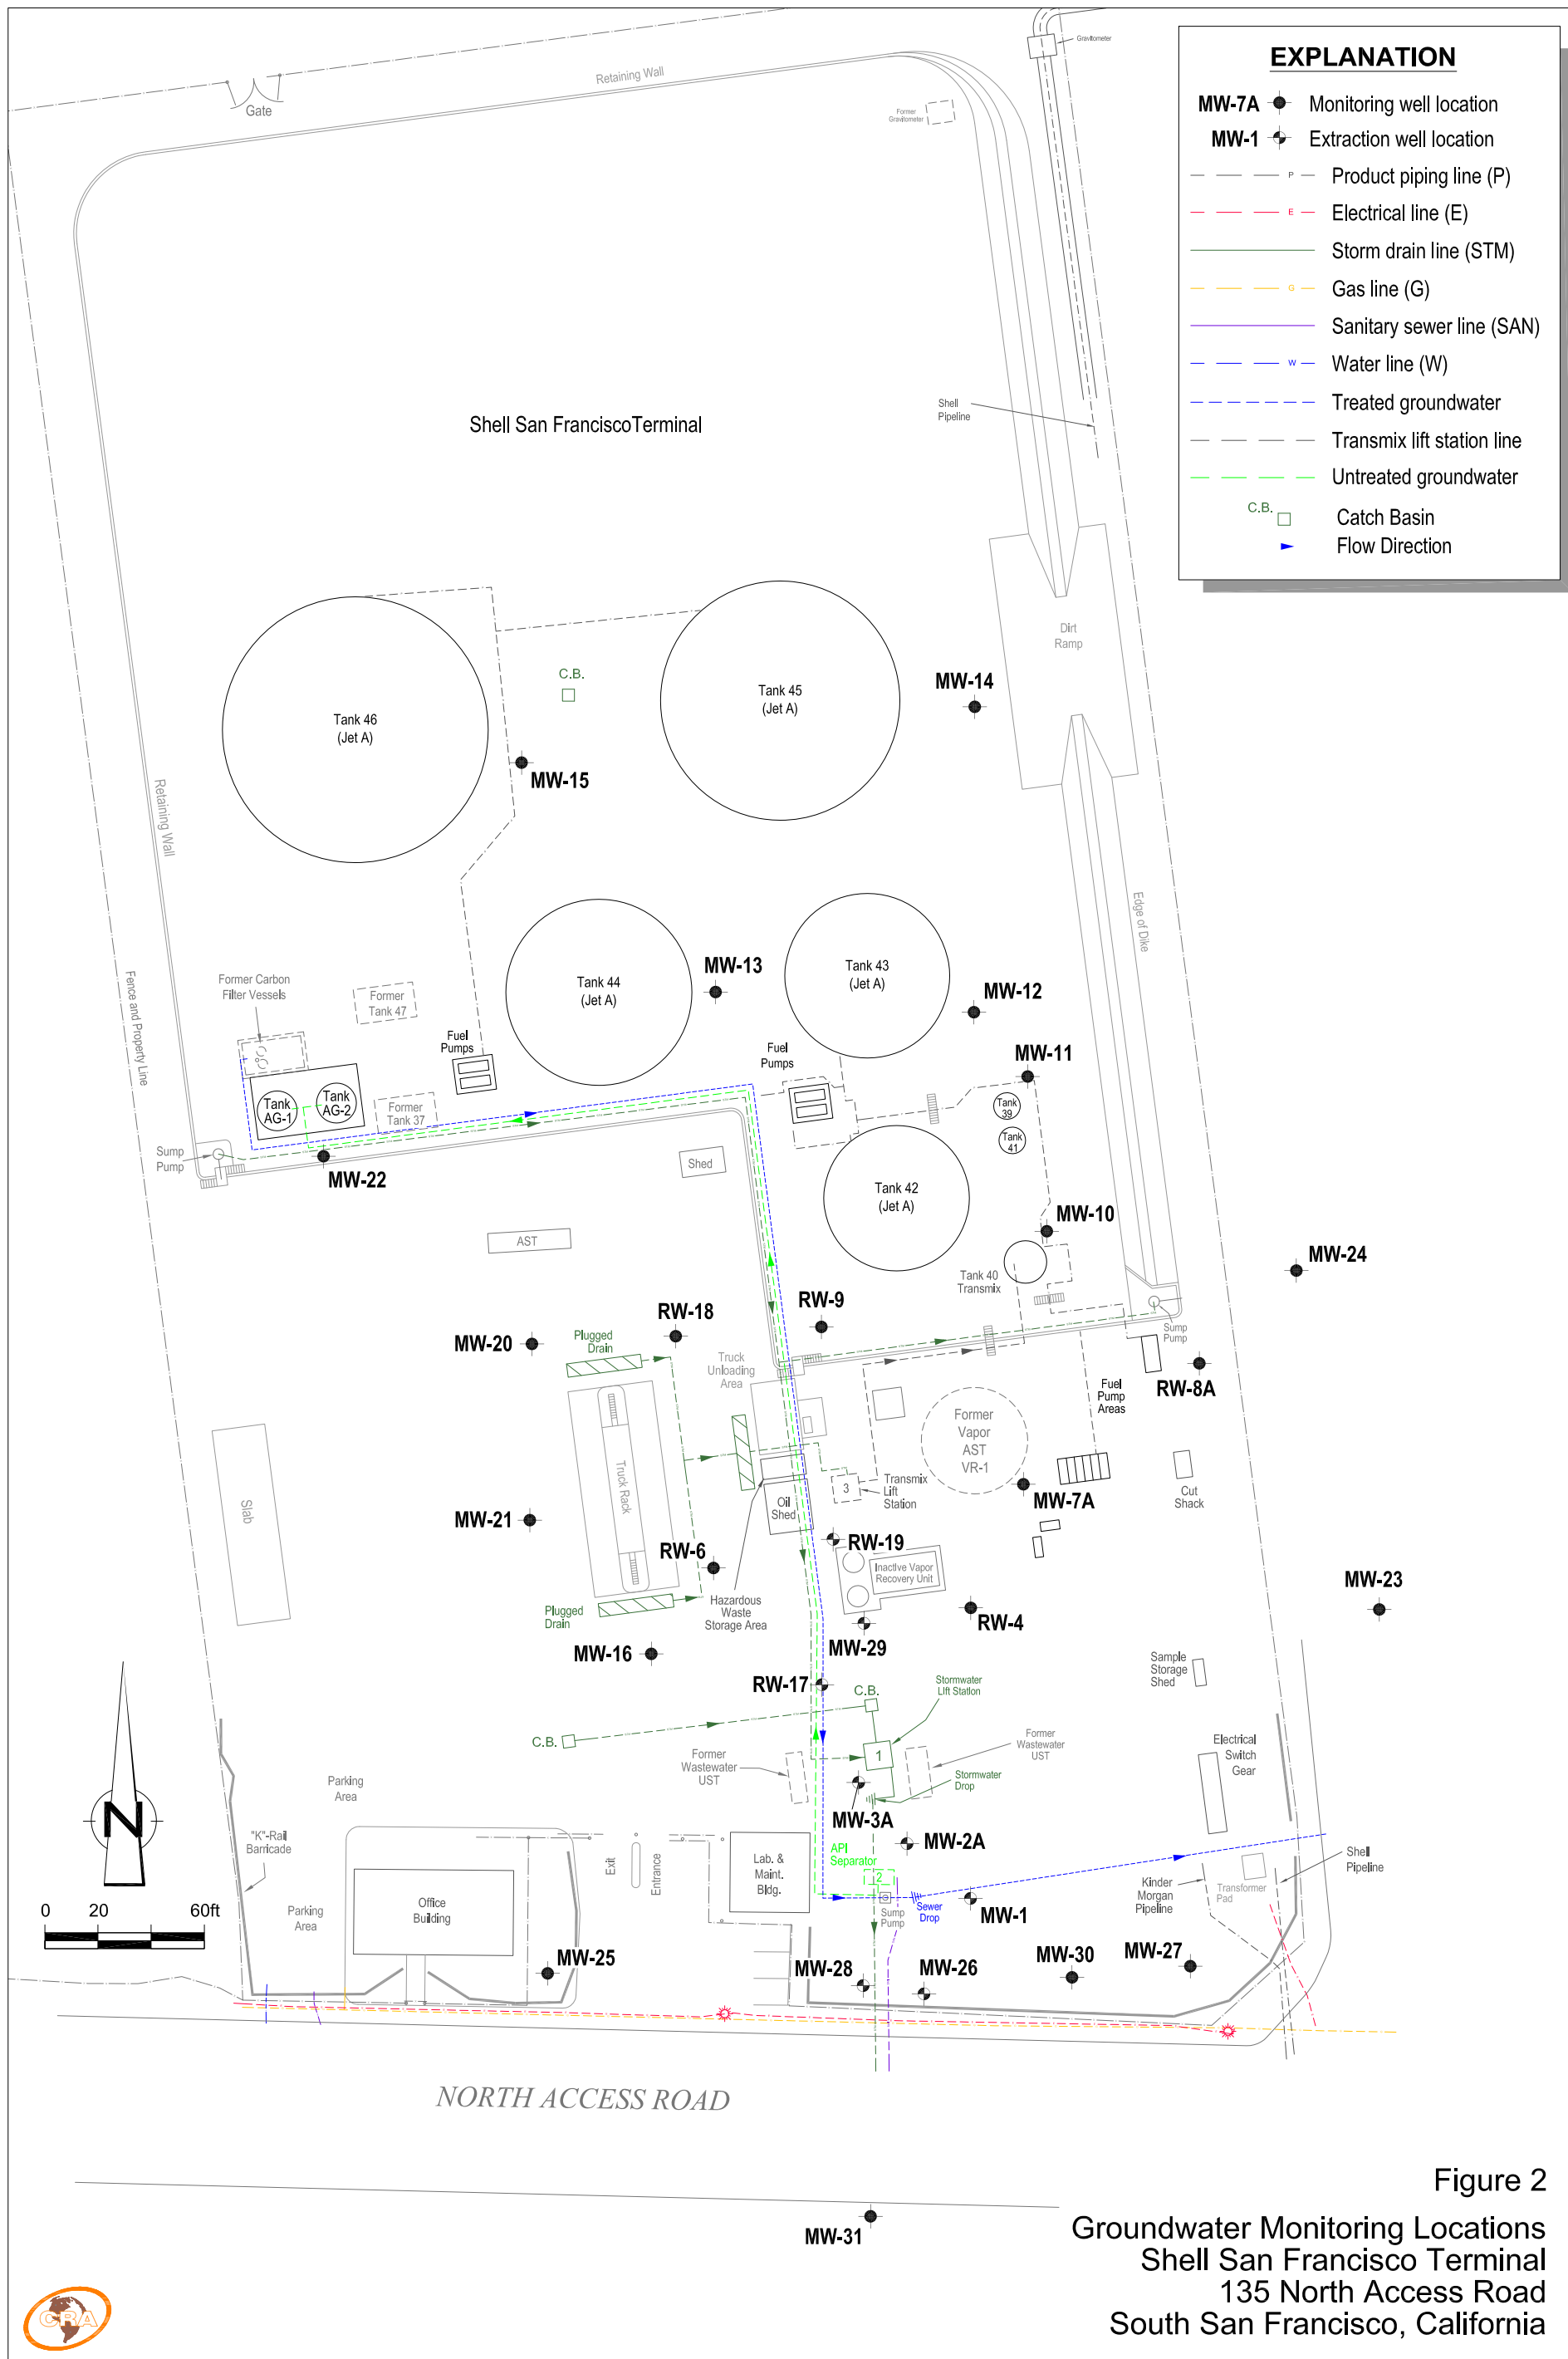 Gravitometer
EXPLANATION
MW-7A Monitoring well location
MW-1 Extraction well location
P Product piping line (P)
E Electrical line (E)
Storm drain line (STM)
G Gas line (G)
Sanitary sewer line (SAN)
W Water line (W)
Treated groundwater
Transmix lift station line
Untreated groundwater
C.B. Catch Basin
Flow Direction
Retaining Wall
Gate
Former
Gravitometer
Shell
Pipeline
Shell San FranciscoTerminal
Dirt
Ramp
C.B.
MW-14
Tank 45
(Jet A)
Tank 46
(Jet A)
MW-15
Retaining Wall
Edge of Dike
Fence and Property Line
Former Carbon
Filter Vessels
Former
Tank 47
Tank 44
(Jet A)
MW-13
Tank 43
(Jet A)
MW-12
Fuel
Pumps
Fuel
Pumps
MW-11
Tank
AG-1
Tank
AG-2
Former
Tank 37
Tank
39
Tank
41
Sump
Pump
MW-22
Shed
Tank 42
(Jet A)
MW-10
AST
Tank 40
Transmix
MW-24
RW-18
RW-9
Sump
Pump
MW-20
Plugged
Drain
Truck
Unloading
Area
RW-8A
Fuel
Pump
Areas
Former
Vapor
AST
VR-1
Slab
Truck Rack
Oil
Shed
3
Transmix
Lift
Station
MW-7A
Cut
Shack
MW-21
RW-6
RW-19
Inactive Vapor
Recovery Unit
MW-23
Plugged
Drain
Hazardous
Waste
Storage Area
RW-4
MW-16
MW-29
Sample
Storage
Shed
RW-17
C.B.
Stormwater
Lift Station
C.B.
1
Former
Wastewater
UST
Former
Wastewater
UST
Electrical
Switch
Gear
Parking
Area
Stormwater
Drop
MW-3A
N
"K"-Rail
Barricade
Exit
Entrance
Lab. &
Maint.
Bldg.
API
Separator
MW-2A
2
Shell
Pipeline
Kinder
Morgan
Pipeline
Transformer
Pad
0 20 60ft
Parking
Area
Office
Building
Sump
Pump
Sewer
Drop
MW-1
MW-25
MW-28
MW-26
MW-30
MW-27
NORTH ACCESS ROAD
MW-31
Figure 2
Groundwater Monitoring Locations
Shell San Francisco Terminal
135 North Access Road
South San Francisco, California
CRA